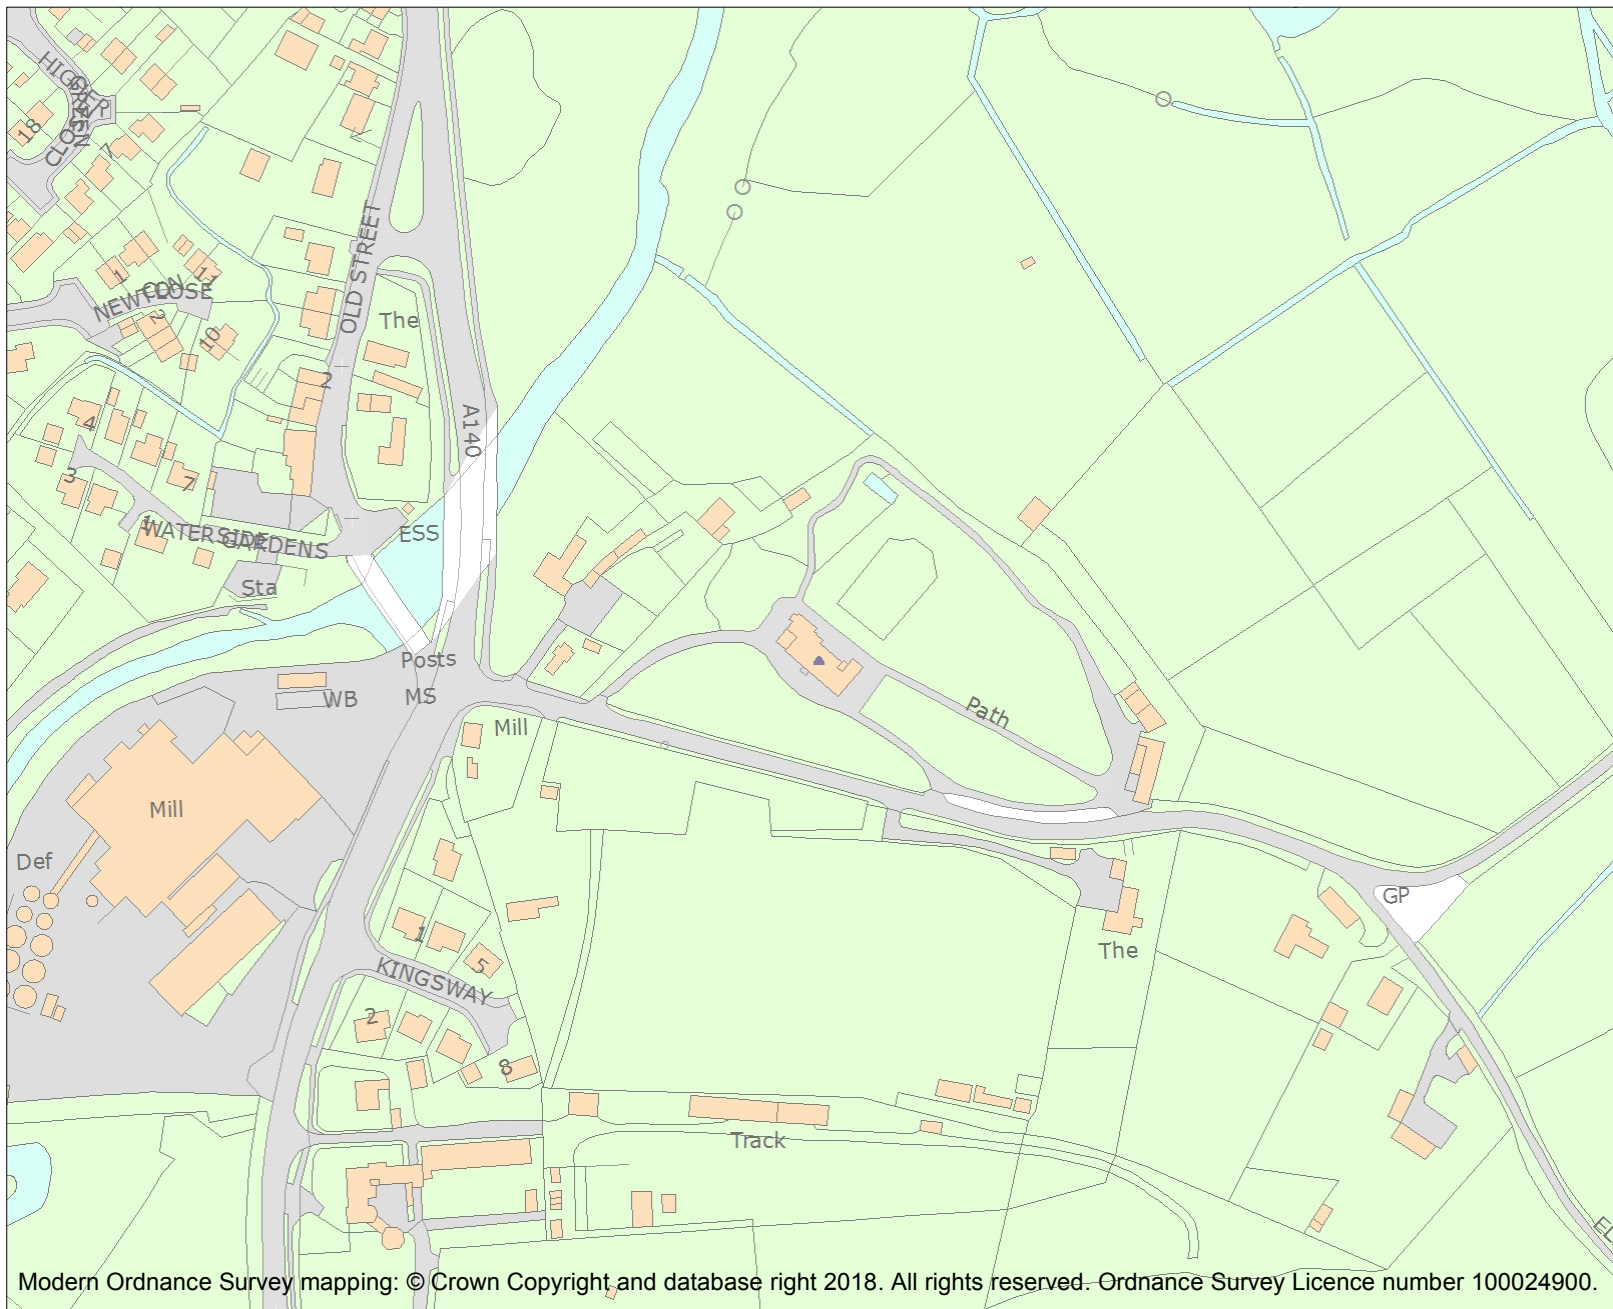 HIGHER
GREEN
CLOSE
18
7
OLD STREET
1
11
NEWTON
CLOSE
2
10
The
2
A140
4
3
7
1
WATERSIDE
GARDENS
ESS
Sta
Posts
MS
WB
Mill
Path
Mill
Def
GP
1
5
The
KINGSWAY
2
8
Track
EL
Modern Ordnance Survey mapping: © Crown Copyright and database right 2018. All rights reserved. Ordnance Survey Licence number 100024900.